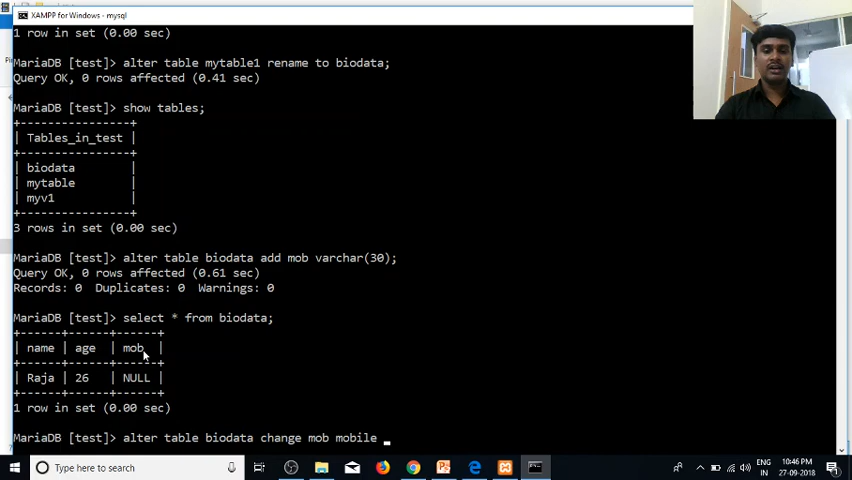 XAMPP for Windows - mysql
1 row in set (0.00 sec)
MariaDB [test]> alter table mytable1 rename to biodata;
Query OK, 0 rows affected (0.41 sec)
MariaDB [test]> show tables;
+----------------+
| Tables_in_test |
+----------------+
| biodata        |
| mytable        |
| myv1           |
+----------------+
3 rows in set (0.00 sec)
MariaDB [test]> alter table biodata add mob varchar(30);
Query OK, 0 rows affected (0.61 sec)
Records: 0  Duplicates: 0  Warnings: 0
MariaDB [test]> select * from biodata;
+------+------+------+
| name | age  | mob  |
+------+------+------+
| Raja | 26   | NULL |
+------+------+------+
1 row in set (0.00 sec)
MariaDB [test]> alter table biodata change mob mobile _
Type here to search
ENG
IN
10:46 PM
27-09-2018